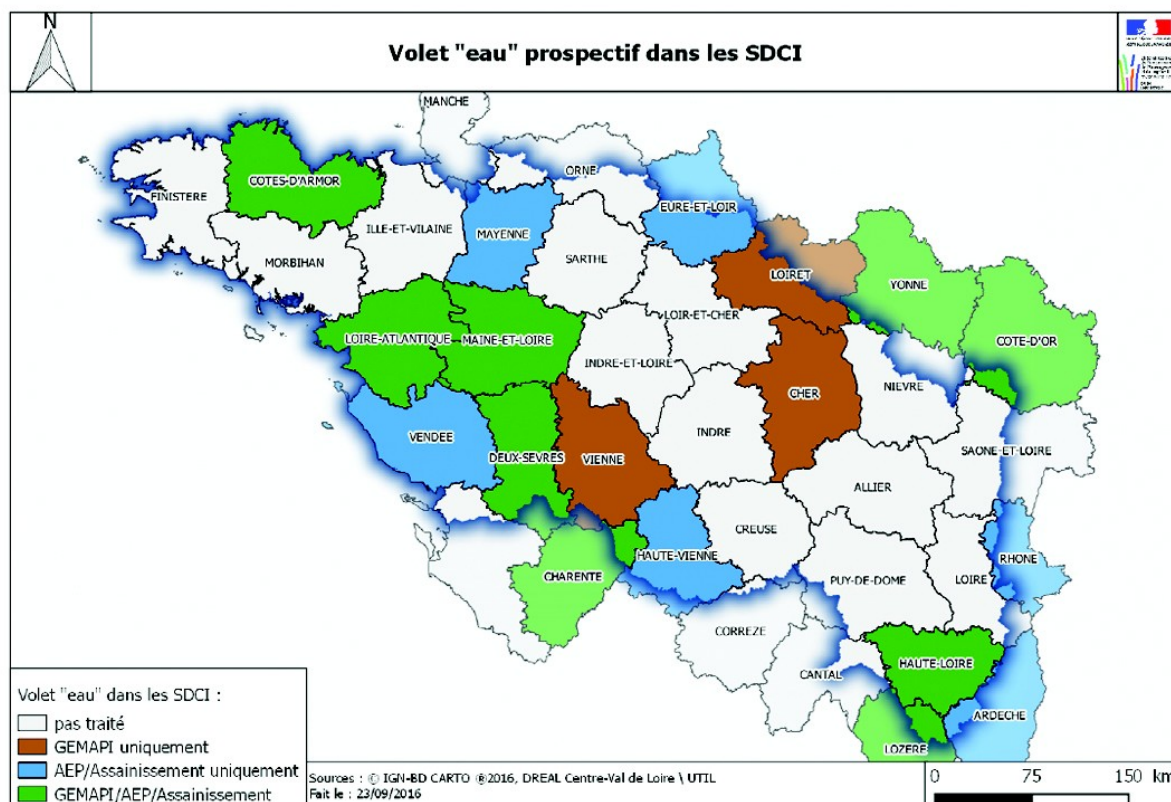 N
Volet "eau" prospectif dans les SDCI
MANCHE
ORNE
COTES-D'ARMOR
FINISTERE
EURE-ET-LOIR
ILLE-ET-VILAINE
MAYENNE
SARTHE
MORBIHAN
LOIRET
YONNE
LOIR-ET-CHER
LOIRE-ATLANTIQUE
MAINE-ET-LOIRE
COTE-D'OR
INDRE-ET-LOIRE
NIEVRE
CHER
VENDEE
INDRE
DEUX-SEVRES
VIENNE
SAONE-ET-LOIRE
ALLIER
CREUSE
HAUTE-VIENNE
RHONE
CHARENTE
PUY-DE-DOME
LOIRE
CORREZE
HAUTE-LOIRE
CANTAL
ARDECHE
LOZERE
Volet "eau" dans les SDCI :
pas traité
GEMAPI uniquement
AEP/Assainissement uniquement
GEMAPI/AEP/Assainissement
Sources : © IGN-BD CARTO ®2016, DREAL Centre-Val de Loire \ UTIL
Fait le : 23/09/2016
0 75 150 km